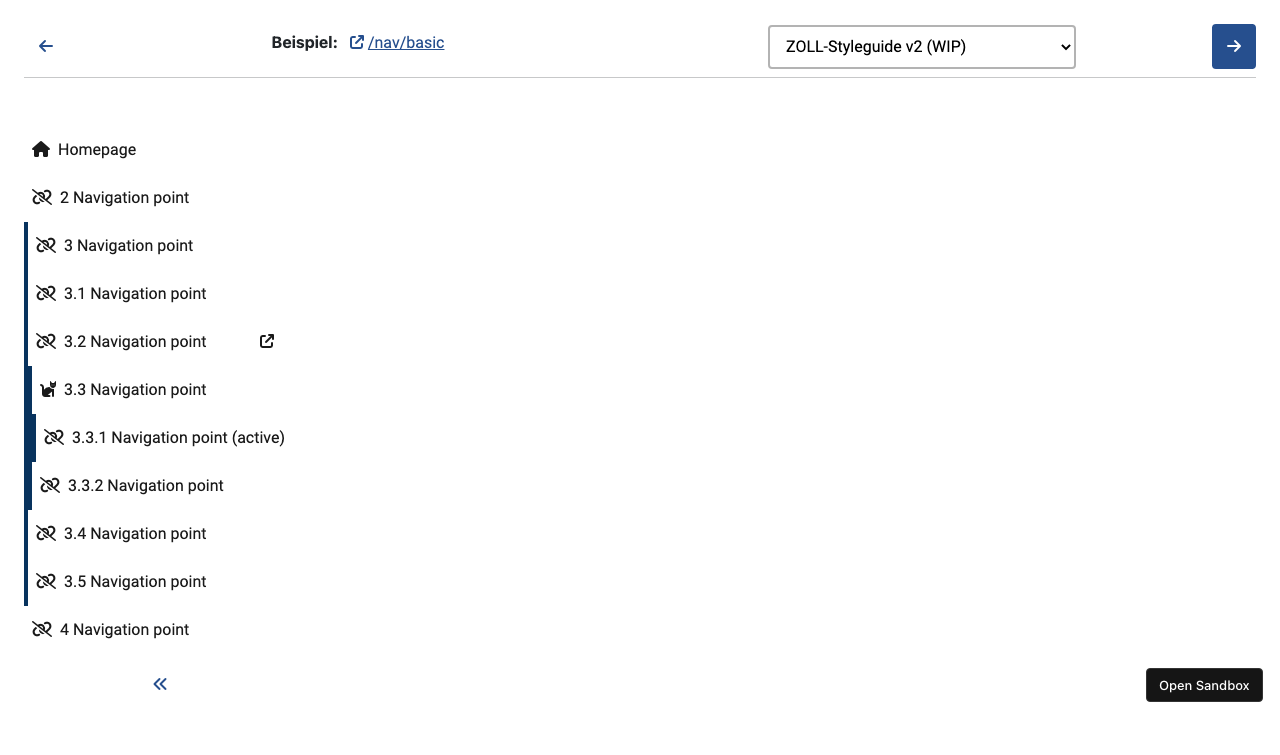 Beispiel: /nav/basic
ZOLL-Styleguide v2 (WIP)
Homepage
2 Navigation point
3 Navigation point
3.1 Navigation point
3.2 Navigation point
3.3 Navigation point
3.3.1 Navigation point (active)
3.3.2 Navigation point
3.4 Navigation point
3.5 Navigation point
4 Navigation point
Open Sandbox